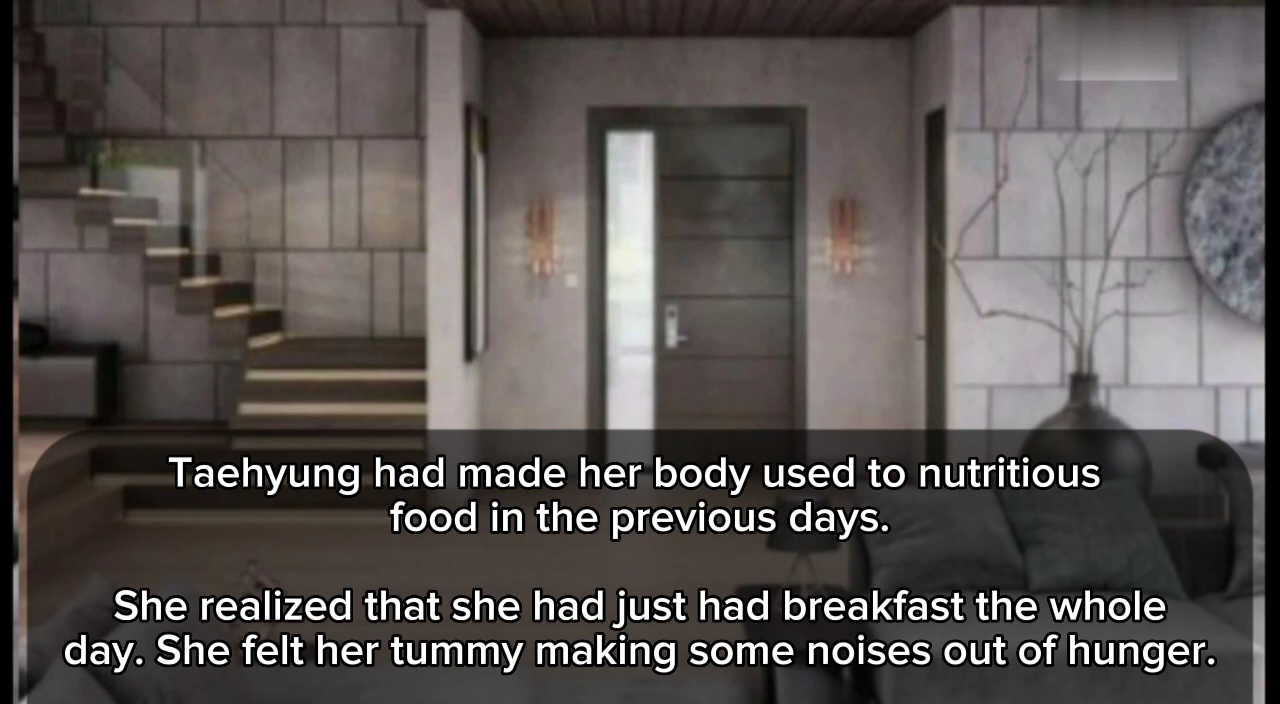 Taehyung had made her body used to nutritious
food in the previous days.
She realized that she had just had breakfast the whole
day. She felt her tummy making some noises out of hunger.